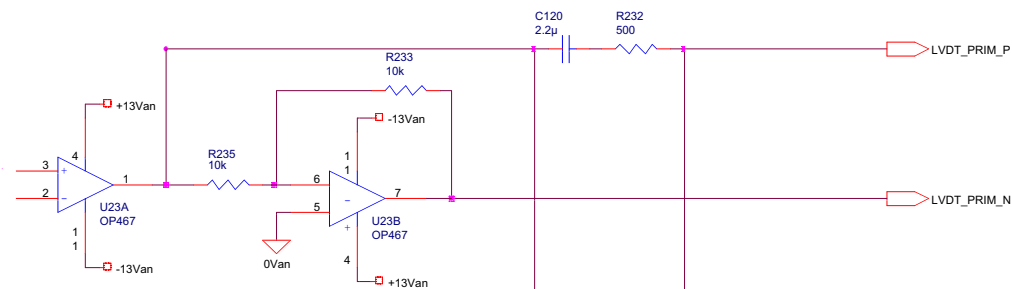 C120
2.2µ
R232
500
LVDT_PRIM_P
R233
10k
+13Van
-13Van
4
1
1
3
+
1
R235
10k
6
7
2
−
−
LVDT_PRIM_N
5
U23A
OP467
+
U23B
OP467
1
1
4
0Van
-13Van
+13Van